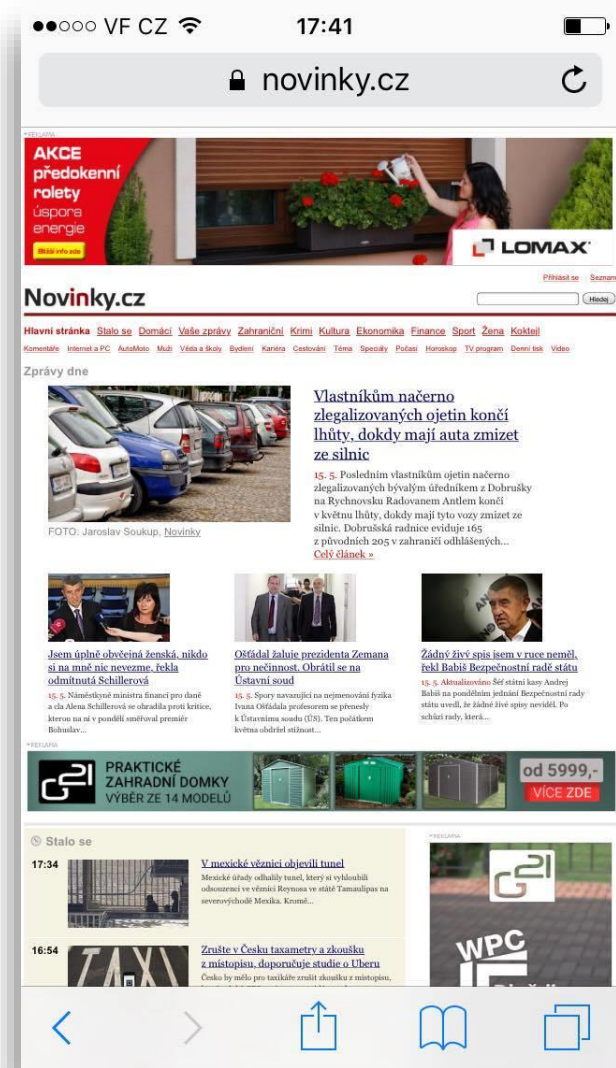 VF CZ 17:41
novinky.cz
REKLAMA
AKCE
předokenní
rolety
úspora
energie
Bližší info zde
LOMAX
Přihlásit se Seznam
Novinky.cz
Hledej
Hlavní stránka Stalo se Domácí Vaše zprávy Zahraniční Krimi Kultura Ekonomika Finance Sport Žena Koktejl
Komentáře Internet a PC AutoMoto Muži Věda a školy Bydlení Kariéra Cestování Téma Speciály Počasí Horoskop TV program Denní tisk Video
Zprávy dne
Vlastníkům načerno
zlegalizovaných ojetin končí
lhůty, dokdy mají auta zmizet
ze silnic
15. 5. Posledním vlastníkům ojetin načerno
zlegalizovaných bývalým úředníkem z Dobrušky
na Rychnovsku Radovanem Antlem končí
v květnu lhůty, dokdy mají tyto vozy zmizet ze
silnic. Dobrušská radnice eviduje 165
z původních 205 v zahraničí odhlášených...
Celý článek »
FOTO: Jaroslav Soukup, Novinky
Jsem úplně obyčejná ženská, nikdo
si na mně nic nevezme, řekla
odmítnutá Schillerová
15. 5. Náměstkyně ministra financí pro daně
a cla Alena Schillerová se ohradila proti kritice,
kterou na ni v pondělí směřoval premiér
Bohuslav...
Ošťádal žaluje prezidenta Zemana
pro nečinnost. Obrátil se na
Ústavní soud
15. 5. Spory navazující na nejmenování fyzika
Ivana Ošťádala profesorem se přenesly
k Ústavnímu soudu (ÚS). Ten počátkem
května obdržel stížnost...
Žádný živý spis jsem v ruce neměl,
řekl Babiš Bezpečnostní radě státu
15. 5. Aktualizováno Šéf státní kasy Andrej
Babiš na pondělním jednání Bezpečnostní rady
státu uvedl, že žádné živé spisy neviděl. Po
schůzi rady, která...
REKLAMA
G21
PRAKTICKÉ
ZAHRADNÍ DOMKY
VÝBĚR ZE 14 MODELŮ
od 5999,-
VÍCE ZDE
Stalo se
17:34
V mexické věznici objevili tunel
Mexické úřady odhalily tunel, který si vyhloubili
odsouzenci ve věznici Reynosa ve státě Tamaulipas na
severovýchodě Mexika. Kromě...
REKLAMA
G21
WPC
16:54
TAXI
Zrušte v Česku taxametry a zkoušku
z místopisu, doporučuje studie o Uberu
Česko by mělo pro taxikáře zrušit zkoušku z místopisu,